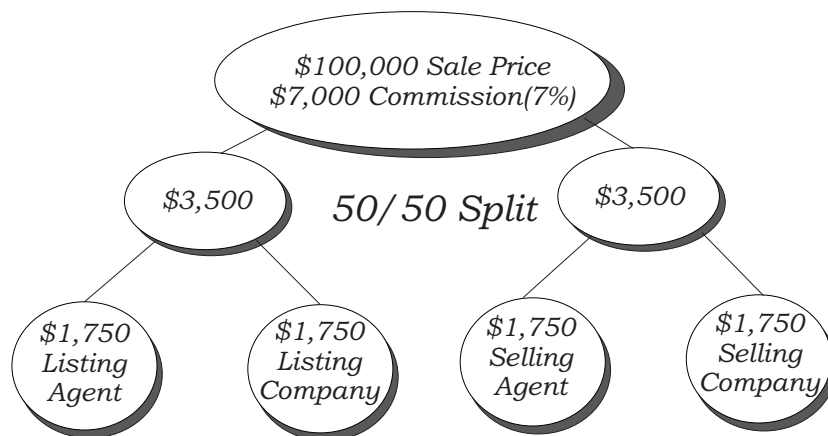 $100,000 Sale Price
$7,000 Commission(7%)
$3,500
50/50 Split
$3,500
$1,750
Listing
Agent
$1,750
Listing
Company
$1,750
Selling
Agent
$1,750
Selling
Company